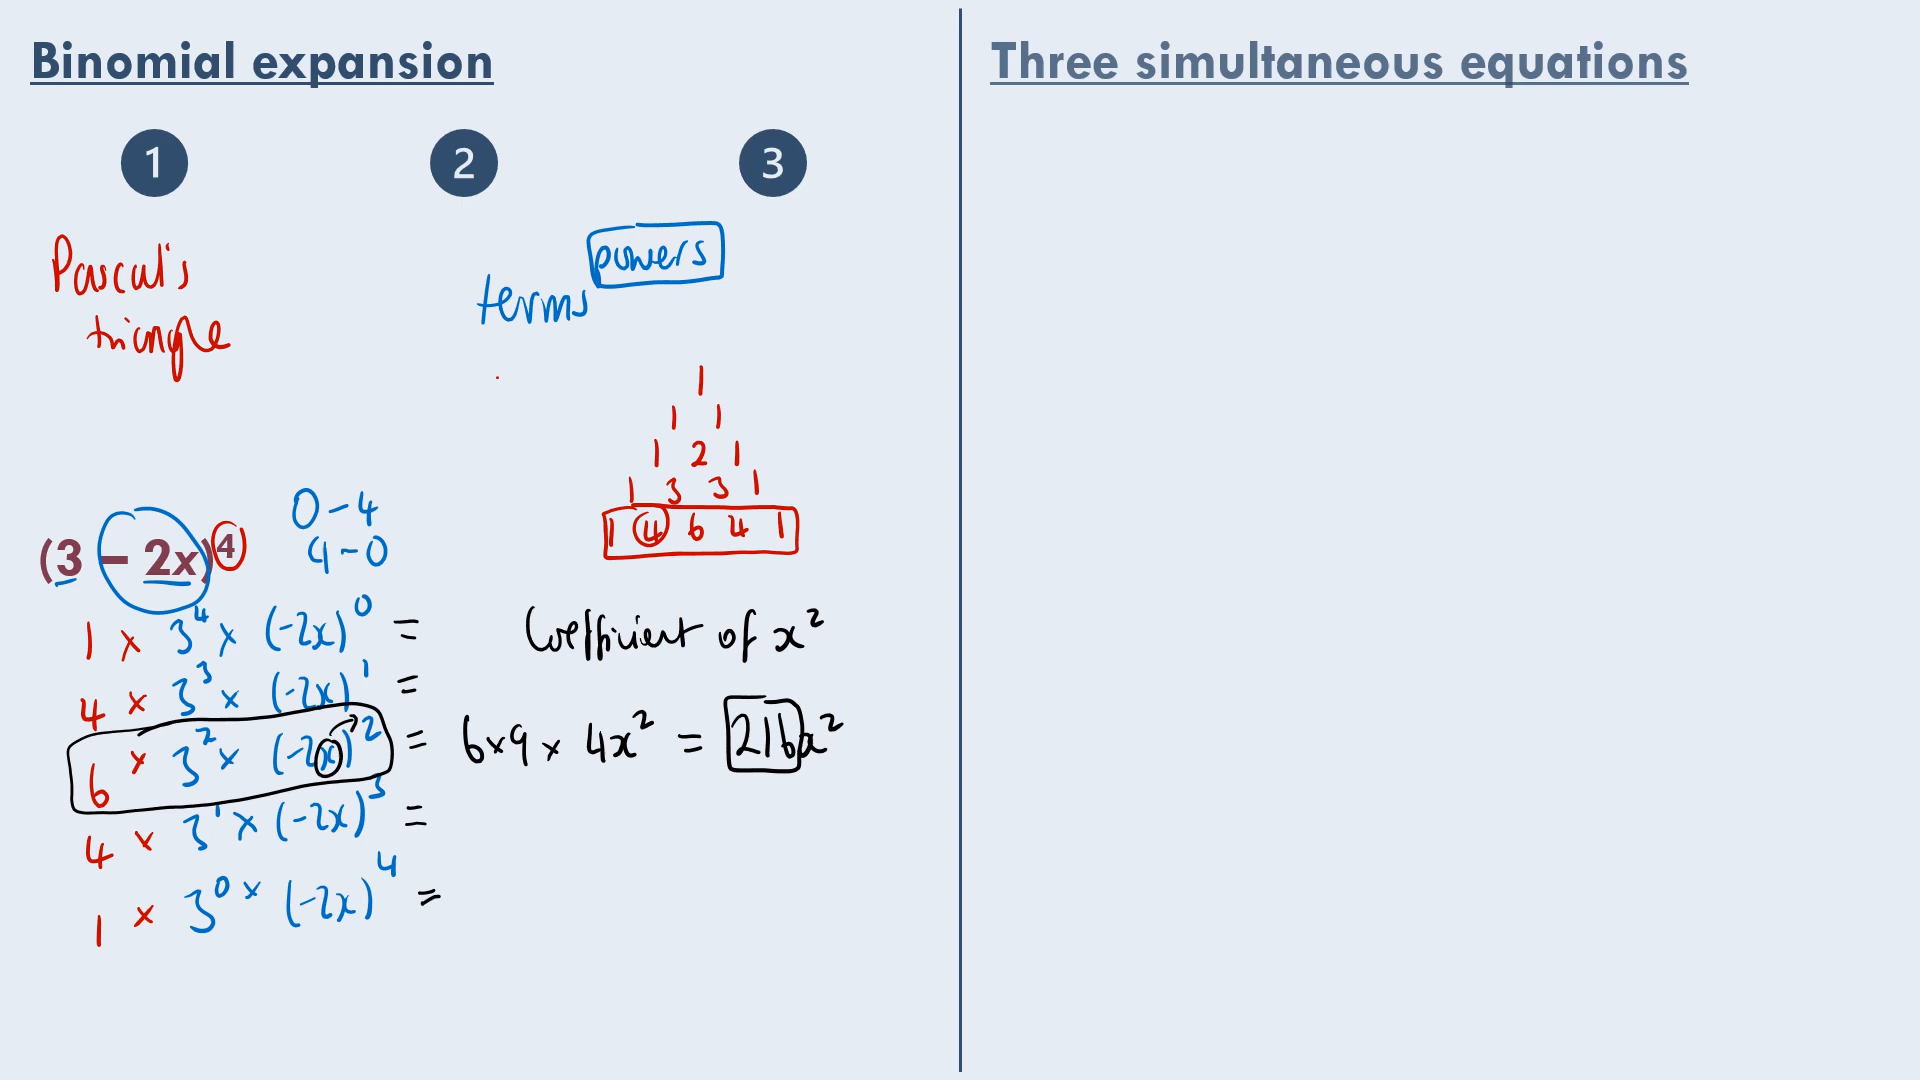 Binomial expansion
1 2 3
Pascal's
triangle
powers
terms
1
1 1
1 2 1
1 3 3 1
1 4 6 4 1
0 - 4
4 - 0
(3 – 2x)⁴
1 × 3⁴ × (-2x)⁰ =
4 × 3³ × (-2x)¹ =
6 × 3² × (-2x)² = 6×9 × 4x² = 216x²
4 × 3¹ × (-2x)³ =
1 × 3⁰ × (-2x)⁴ =
Coefficient of x²
Three simultaneous equations